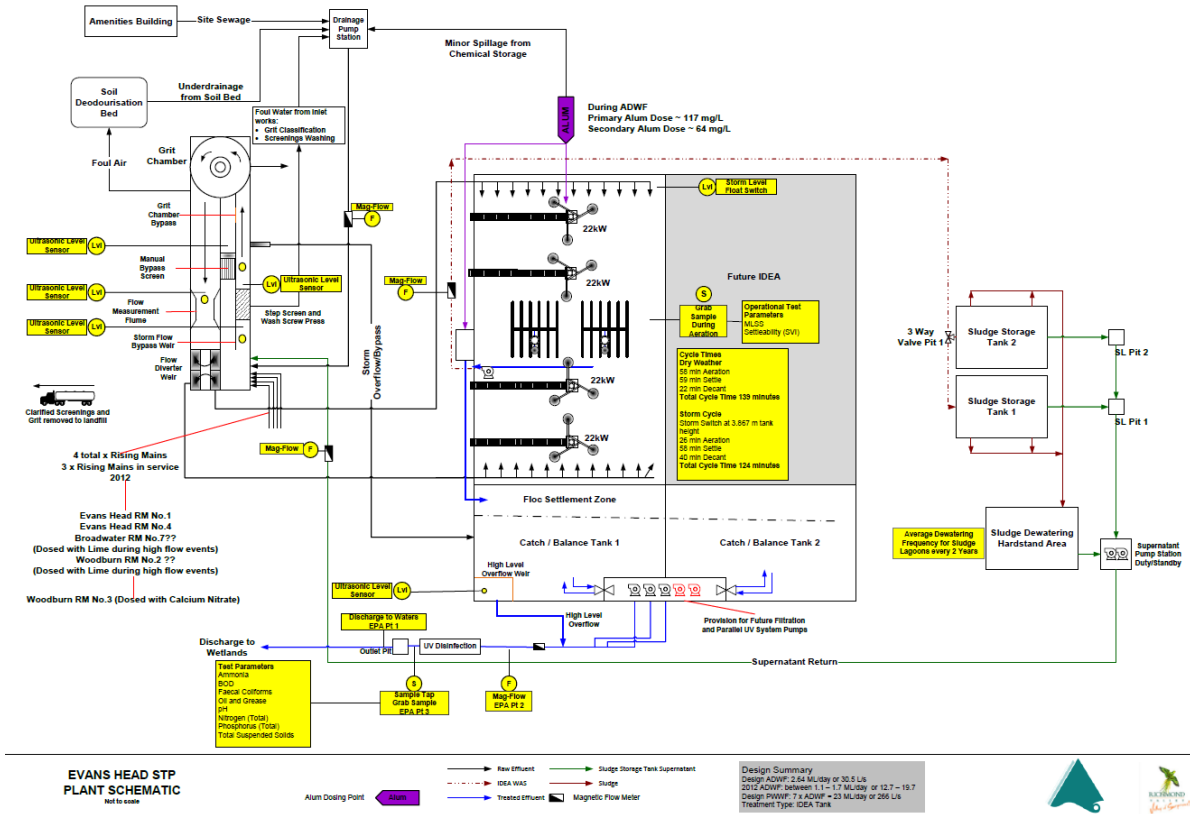 Amenities Building
Site Sewage
Drainage
Pump
Station
Minor Spillage from
Chemical Storage
Soil
Deodourisation
Bed
Underdrainage
from Soil Bed
Foul Water from Inlet
works:
• Grit Classification
• Screenings Washing
ALUM
During ADWF
Primary Alum Dose ~ 117 mg/L
Secondary Alum Dose ~ 64 mg/L
Foul Air
Grit
Chamber
Grit
Chamber
Bypass
Mag-Flow
F
Lvl
Storm Level
Float Switch
Ultrasonic Level
Sensor
Lvl
Manual
Bypass
Screen
Ultrasonic Level
Sensor
Lvl
Lvl
Ultrasonic Level
Sensor
Flow
Measurement
Flume
Step Screen and
Wash Screw Press
Ultrasonic Level
Sensor
Lvl
Storm Flow
Bypass Weir
Flow
Diverter
Weir
Storm
Overflow/Bypass
Mag-Flow
F
22kW
22kW
22kW
22kW
Future IDEA
S
Grab
Sample
During
Aeration
Operational Test
Parameters
MLSS
Settleability (SVI)
Cycle Times
Dry Weather
58 min Aeration
59 min Settle
22 min Decant
Total Cycle Time 139 minutes
Storm Cycle
Storm Switch at 3.867 m tank
height
26 min Aeration
58 min Settle
40 min Decant
Total Cycle Time 124 minutes
3 Way
Valve Pit 1
Sludge Storage
Tank 2
SL Pit 2
Sludge Storage
Tank 1
SL Pit 1
Clarified Screenings and
Grit removed to landfill
Mag-Flow
F
4 total x Rising Mains
3 x Rising Mains in service
2012
Evans Head RM No.1
Evans Head RM No.4
Broadwater RM No.7??
(Dosed with Lime during high flow events)
Woodburn RM No.2 ??
(Dosed with Lime during high flow events)
Woodburn RM No.3 (Dosed with Calcium Nitrate)
Floc Settlement Zone
Catch / Balance Tank 1
Catch / Balance Tank 2
High Level
Overflow Weir
Ultrasonic Level
Sensor
Lvl
Average Dewatering
Frequency for Sludge
Lagoons every 2 Years
Sludge Dewatering
Hardstand Area
Supernatant
Pump Station
Duty/Standby
High Level
Overflow
Provision for Future Filtration
and Parallel UV System Pumps
Discharge to Waters
EPA Pt 1
Discharge to
Wetlands
Outlet Pit
UV Disinfection
Supernatant Return
Test Parameters
Ammonia
BOD
Faecal Coliforms
Oil and Grease
pH
Nitrogen (Total)
Phosphorus (Total)
Total Suspended Solids
S
Sample Tap
Grab Sample
EPA Pt 3
F
Mag-Flow
EPA Pt 2
EVANS HEAD STP
PLANT SCHEMATIC
Not to scale
Alum Dosing Point
Alum
Raw Effluent
IDEA WAS
Treated Effluent
Sludge Storage Tank Supernatant
Sludge
Magnetic Flow Meter
Design Summary
Design ADWF: 2.64 ML/day or 30.5 L/s
2012 ADWF: between 1.1 – 1.7 ML/day or 12.7 – 19.7
Design PWWF: 7 x ADWF = 23 ML/day or 266 L/s
Treatment Type: IDEA Tank
RICHMOND
VALLEY